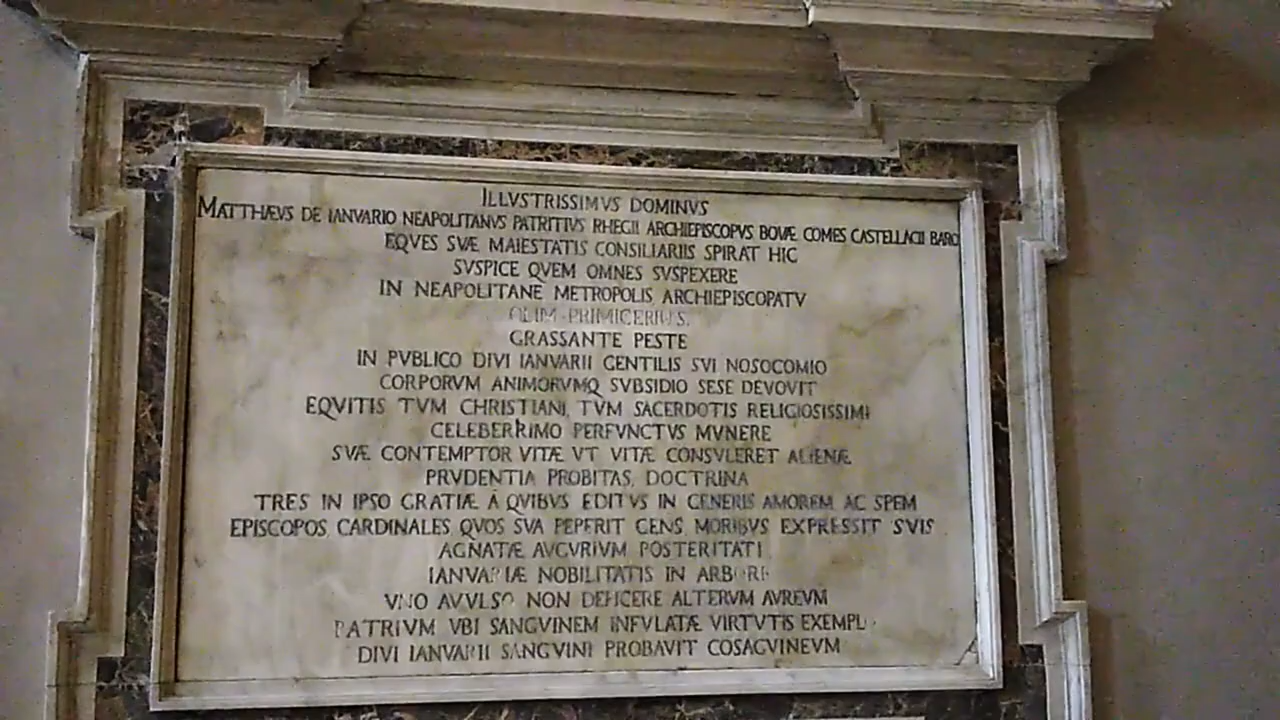 ILLVSTRISSIMVS DOMINVS
MATTHÆVS DE IANVARIO NEAPOLITANVS PATRITIVS RHEGII ARCHIEPISCOPVS BOVÆ COMES CASTELLACII BARO
EQVES SVÆ MAIESTATIS CONSILIARIIS SPIRAT HIC
SVSPICE QVEM OMNES SVSPEXERE
IN NEAPOLITANE METROPOLIS ARCHIEPISCOPATV
OLIM PRIMICERIVS.
GRASSANTE PESTE
IN PVBLICO DIVI IANVARII GENTILIS SVI NOSOCOMIO
CORPORVM ANIMORVMQ SVBSIDIO SESE DEVOVIT
EQVITIS TVM CHRISTIANI, TVM SACERDOTIS RELIGIOSISSIMI
CELEBERRIMO PERFVNCTVS MVNERE
SVÆ CONTEMPTOR VITÆ VT VITÆ CONSVLERET ALIENÆ
PRVDENTIA PROBITAS, DOCTRINA
TRES IN IPSO GRATIÆ À QVIBVS EDITVS IN GENERIS AMOREM AC SPEM
EPISCOPOS CARDINALES QVOS SVA PEPERIT GENS MORIBVS EXPRESSIT SVIS
AGNATÆ AVGVRIVM POSTERITATI
IANVARIÆ NOBILITATIS IN ARBORE
VNO AVVLSO NON DEFICERE ALTERVM AVREVM
PATRIVM VBI SANGVINEM INFVLATÆ VIRTVTIS EXEMPL
DIVI IANVARII SANGVINI PROBAVIT COSAGVINEVM